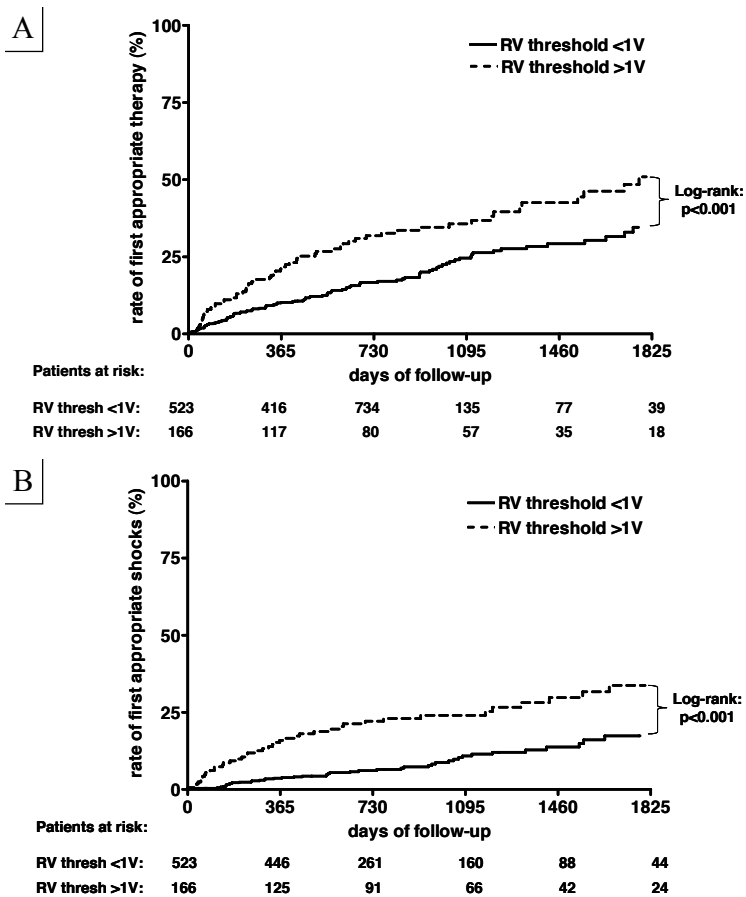 A
100
75
50
25
0
rate of first appropriate therapy (%)
RV threshold <1V
RV threshold >1V
Log-rank:
p<0.001
0 365 730 1095 1460 1825
days of follow-up
Patients at risk:
RV thresh <1V: 523 416 734 135 77 39
RV thresh >1V: 166 117 80 57 35 18
B
100
75
50
25
0
rate of first appropriate shocks (%)
RV threshold <1V
RV threshold >1V
Log-rank:
p<0.001
0 365 730 1095 1460 1825
days of follow-up
Patients at risk:
RV thresh <1V: 523 446 261 160 88 44
RV thresh >1V: 166 125 91 66 42 24